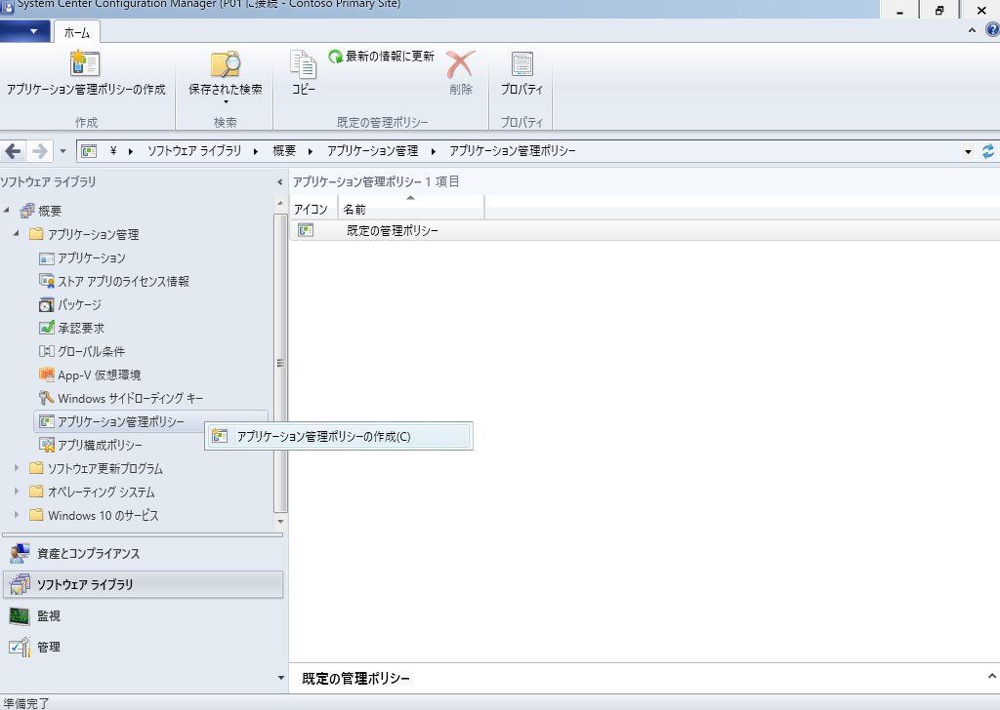 System Center Configuration Manager (P01 に接続 - Contoso Primary Site)
ホーム
アプリケーション管理ポリシーの作成
保存された検索
コピー
最新の情報に更新
削除
プロパティ
作成
検索
既定の管理ポリシー
プロパティ
¥ ソフトウェア ライブラリ 概要 アプリケーション管理 アプリケーション管理ポリシー
ソフトウェア ライブラリ
概要
アプリケーション管理
アプリケーション
ストア アプリのライセンス情報
パッケージ
承認要求
グローバル条件
App-V 仮想環境
Windows サイドローディング キー
アプリケーション管理ポリシー
アプリ構成ポリシー
ソフトウェア更新プログラム
オペレーティング システム
Windows 10 のサービス
資産とコンプライアンス
ソフトウェア ライブラリ
監視
管理
アプリケーション管理ポリシー 1 項目
アイコン 名前
既定の管理ポリシー
アプリケーション管理ポリシーの作成(C)
既定の管理ポリシー
準備完了